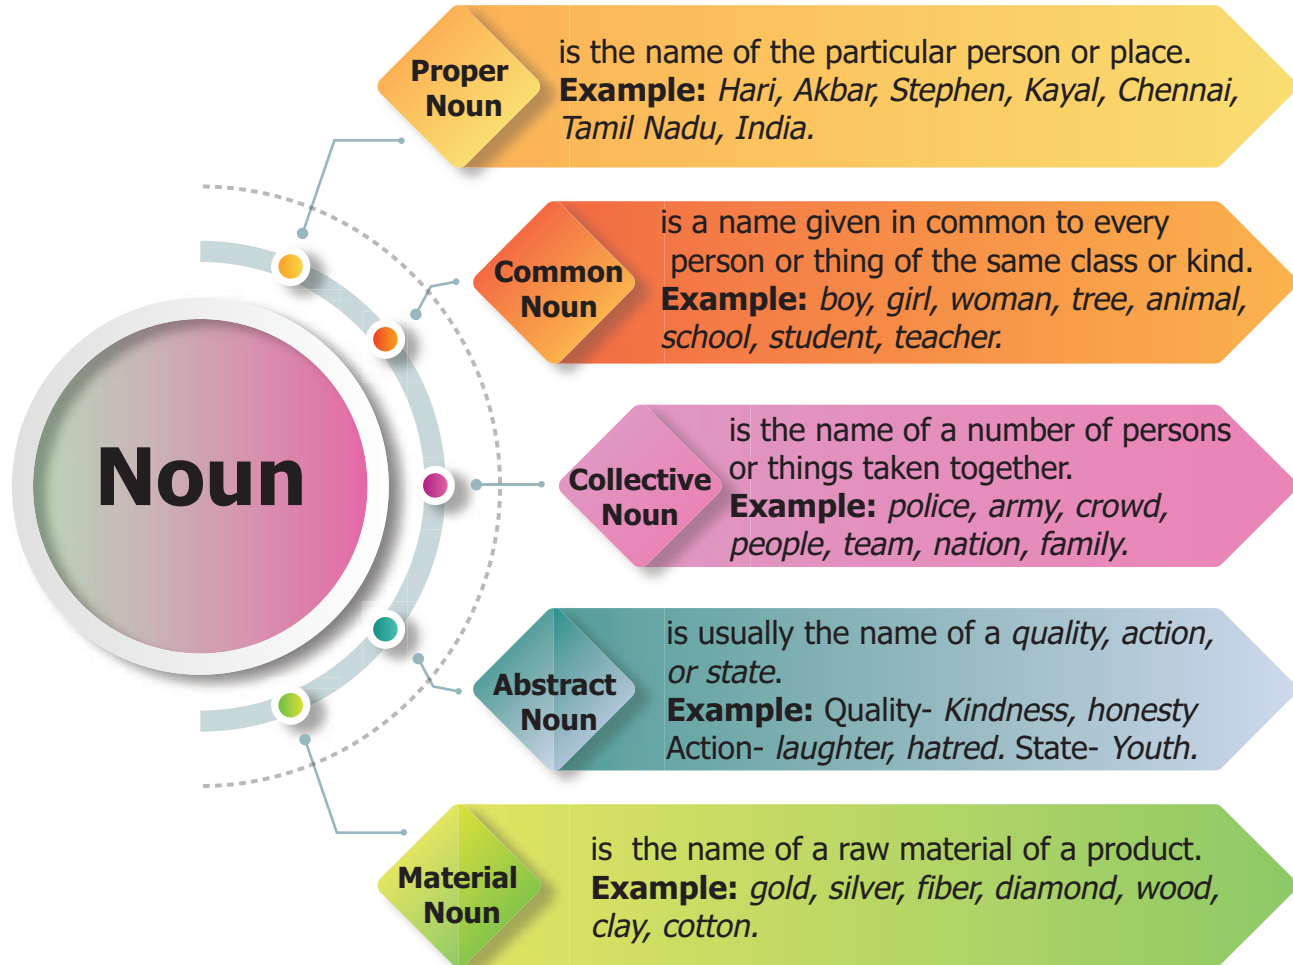 Noun
Proper
Noun
is the name of the particular person or place.
Example: Hari, Akbar, Stephen, Kayal, Chennai,
Tamil Nadu, India.
Common
Noun
is a name given in common to every
person or thing of the same class or kind.
Example: boy, girl, woman, tree, animal,
school, student, teacher.
Collective
Noun
is the name of a number of persons
or things taken together.
Example: police, army, crowd,
people, team, nation, family.
Abstract
Noun
is usually the name of a quality, action,
or state.
Example: Quality- Kindness, honesty
Action- laughter, hatred. State- Youth.
Material
Noun
is the name of a raw material of a product.
Example: gold, silver, fiber, diamond, wood,
clay, cotton.